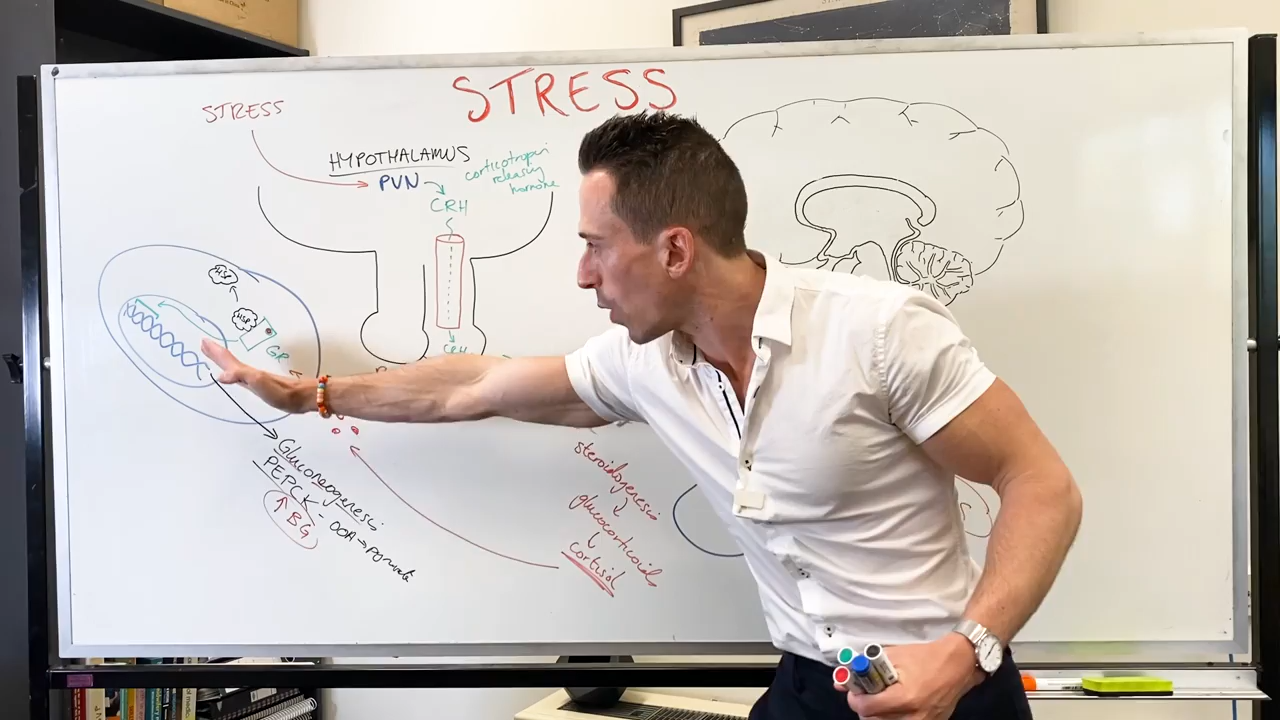 STRESS
STRESS
HYPOTHALAMUS
PVN
corticotropin
releasing
hormone
CRH
CRH
HSP
HSP
GR
Gluconeogenesis
PEPCK - OOA → pyruvate
↑ BG
steroidogenesis
glucocorticoid
cortisol